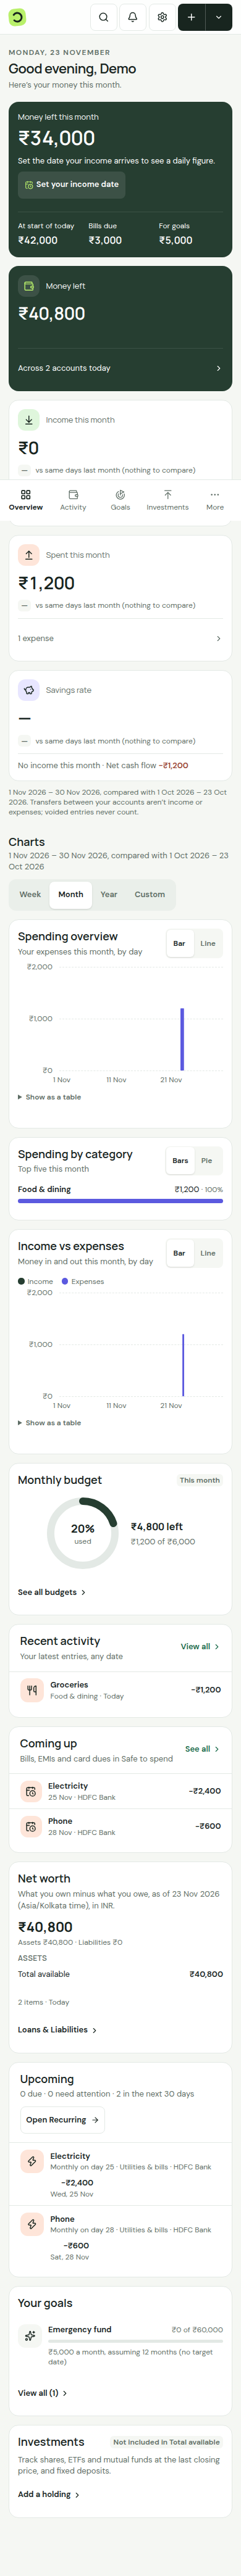 MONDAY, 23 NOVEMBER
Good evening, Demo
Here's your money this month.
Money left this month
₹34,000
Set the date your income arrives to see a daily figure.
Set your income date
At start of today
Bills due
For goals
₹42,000
₹3,000
₹5,000
Money left
₹40,800
Across 2 accounts today
Income this month
₹0
— vs same days last month (nothing to compare)
Overview
Activity
Goals
Investments
More
Spent this month
₹1,200
— vs same days last month (nothing to compare)
1 expense
Savings rate
—
— vs same days last month (nothing to compare)
No income this month · Net cash flow −₹1,200
1 Nov 2026 – 30 Nov 2026, compared with 1 Oct 2026 – 23 Oct
2026. Transfers between your accounts aren't income or
expenses; voided entries never count.
Charts
1 Nov 2026 – 30 Nov 2026, compared with 1 Oct 2026 – 23
Oct 2026
Week
Month
Year
Custom
Spending overview
Your expenses this month, by day
Bar
Line
₹2,000
₹1,000
₹0
1 Nov
11 Nov
21 Nov
Show as a table
Spending by category
Top five this month
Bars
Pie
Food & dining
₹1,200 · 100%
Income vs expenses
Money in and out this month, by day
Bar
Line
Income
Expenses
₹2,000
₹1,000
₹0
1 Nov
11 Nov
21 Nov
Show as a table
Monthly budget
This month
20%
used
₹4,800 left
₹1,200 of ₹6,000
See all budgets
Recent activity
Your latest entries, any date
View all
Groceries
Food & dining · Today
−₹1,200
Coming up
Bills, EMIs and card dues in Safe to spend
See all
Electricity
25 Nov · HDFC Bank
−₹2,400
Phone
28 Nov · HDFC Bank
−₹600
Net worth
What you own minus what you owe, as of 23 Nov 2026
(Asia/Kolkata time), in INR.
₹40,800
Assets ₹40,800 · Liabilities ₹0
ASSETS
Total available
₹40,800
2 items · Today
Loans & Liabilities
Upcoming
0 due · 0 need attention · 2 in the next 30 days
Open Recurring
Electricity
Monthly on day 25 · Utilities & bills · HDFC Bank
−₹2,400
Wed, 25 Nov
Phone
Monthly on day 28 · Utilities & bills · HDFC Bank
−₹600
Sat, 28 Nov
Your goals
Emergency fund
₹0 of ₹60,000
₹5,000 a month, assuming 12 months (no target
date)
View all (1)
Investments
Not included in Total available
Track shares, ETFs and mutual funds at the last closing
price, and fixed deposits.
Add a holding